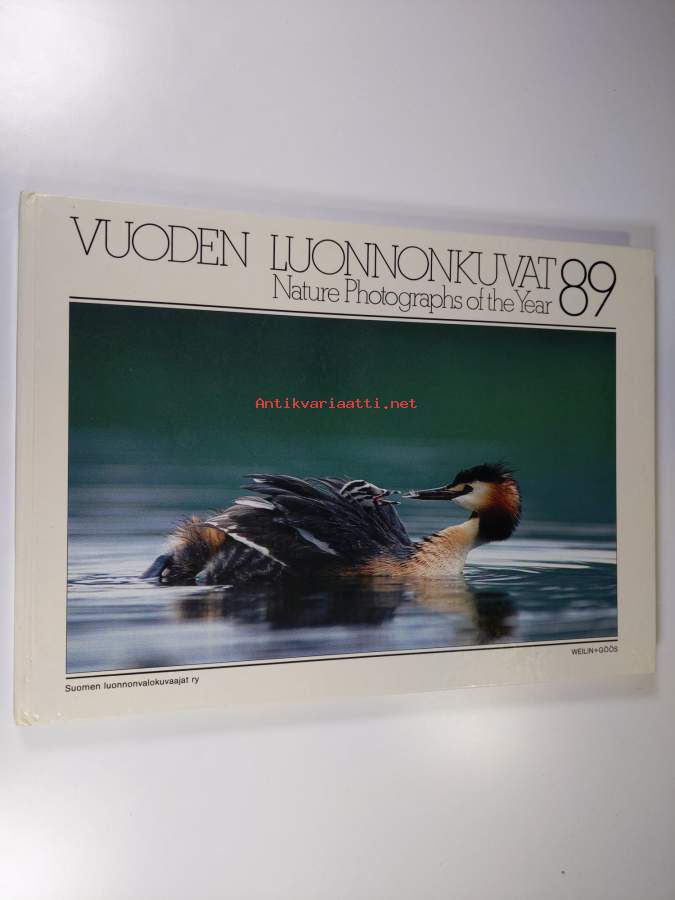 VUODEN LUONNONKUVAT 89
Nature Photographs of the Year
Antikvariaatti.net
WEILIN+GÖÖS
Suomen luonnonvalokuvaajat ry